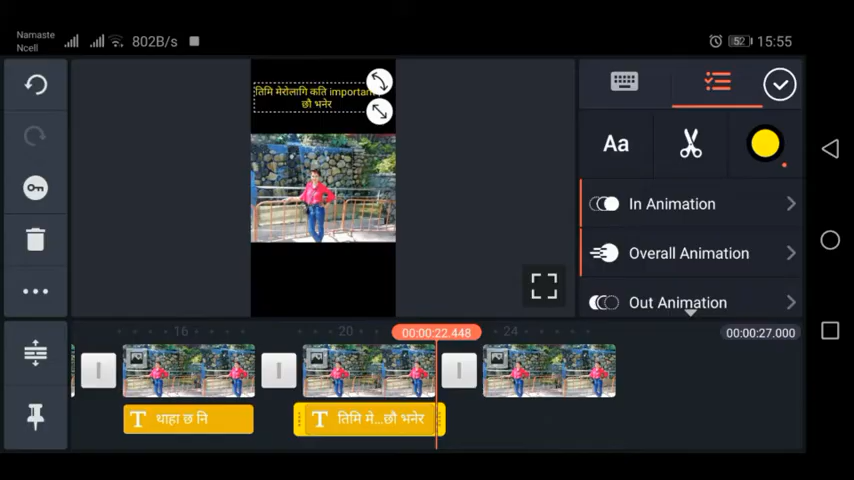 Namaste
Ncell
802B/s
52
15:55
तिमि मेरोलागि कति important
छौ भनेर
Aa
In Animation
Overall Animation
Out Animation
16
20
00:00:22.448
24
00:00:27.000
T थाहा छ नि
T तिमि मे...छौ भनेर